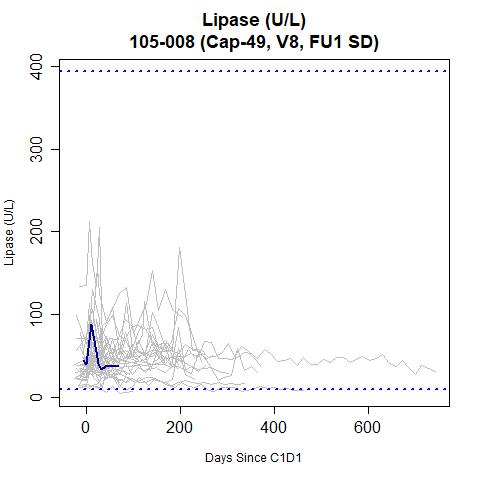 Lipase (U/L)
105-008 (Cap-49, V8, FU1 SD)
Lipase (U/L)
400
300
200
100
0
0 200 400 600
Days Since C1D1